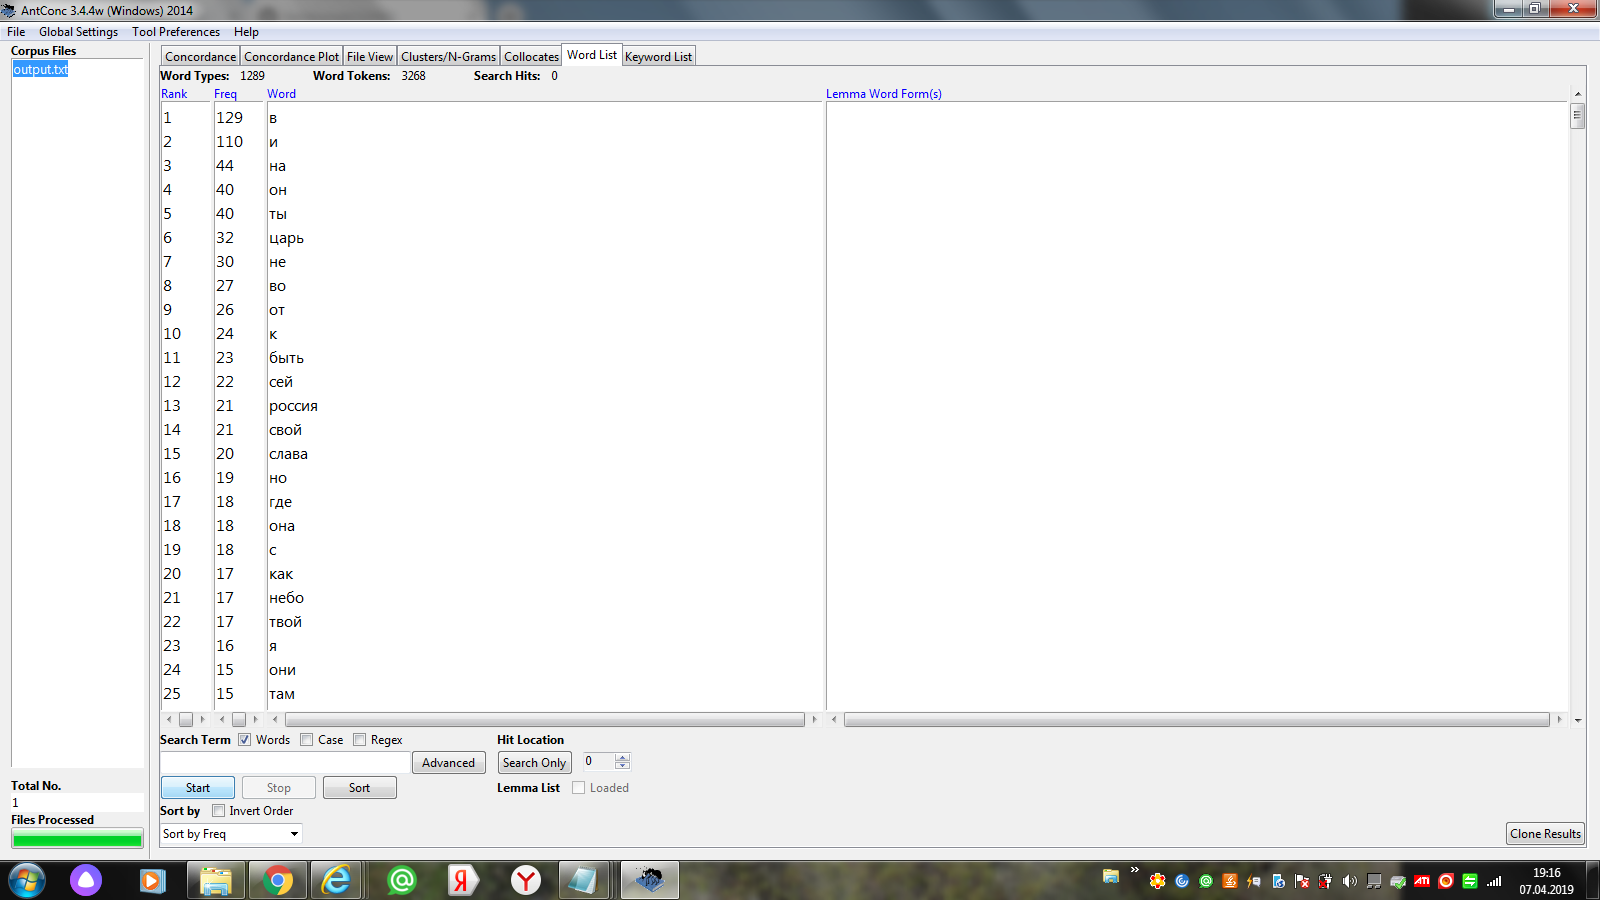 AntConc 3.4.4w (Windows) 2014
File Global Settings Tool Preferences Help
Corpus Files
output.txt
Concordance Concordance Plot File View Clusters/N-Grams Collocates Word List Keyword List
Word Types: 1289 Word Tokens: 3268 Search Hits: 0
Rank Freq Word Lemma Word Form(s)
1 129 в
2 110 и
3 44 на
4 40 он
5 40 ты
6 32 царь
7 30 не
8 27 во
9 26 от
10 24 к
11 23 быть
12 22 сей
13 21 россия
14 21 свой
15 20 слава
16 19 но
17 18 где
18 18 она
19 18 с
20 17 как
21 17 небо
22 17 твой
23 16 я
24 15 они
25 15 там
Search Term Words Case Regex Hit Location
Advanced Search Only 0
Start Stop Sort Lemma List Loaded
Sort by Invert Order
Sort by Freq Clone Results
Total No.
1
Files Processed
19:16
07.04.2019